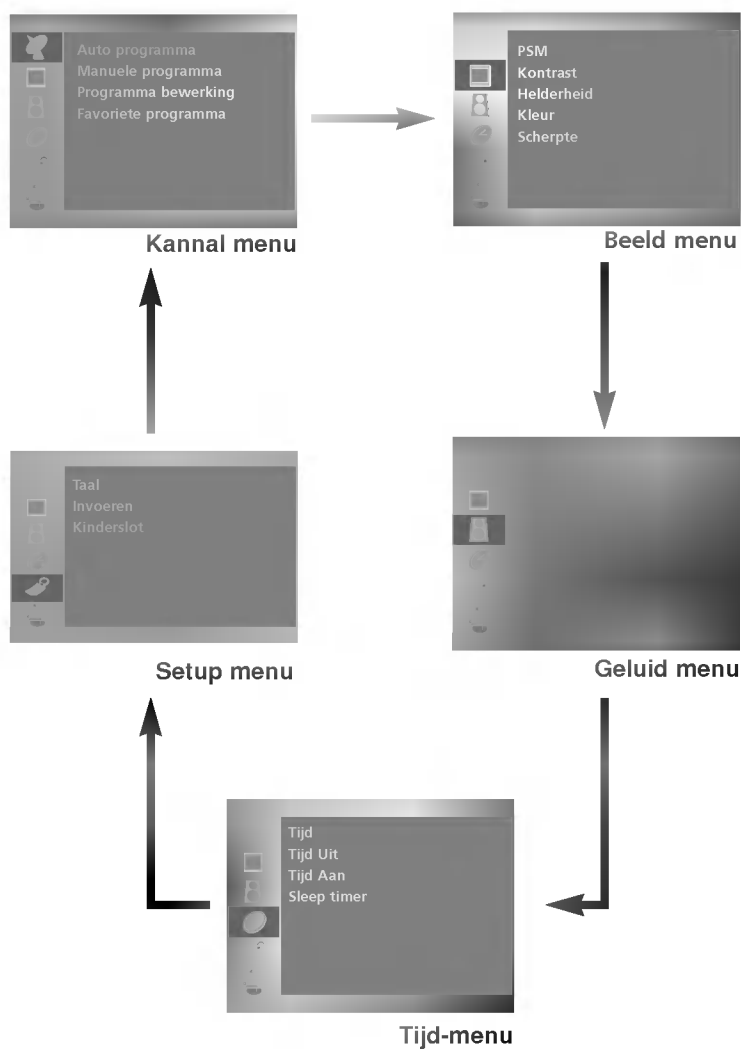 Auto programma
Manuele programma
Programma bewerking
Favoriete programma
Kannal menu
PSM
Kontrast
Helderheid
Kleur
Scherpte
Beeld menu
Taal
Invoeren
Kinderslot
Setup menu
Geluid menu
Tijd
Tijd Uit
Tijd Aan
Sleep timer
Tijd-menu